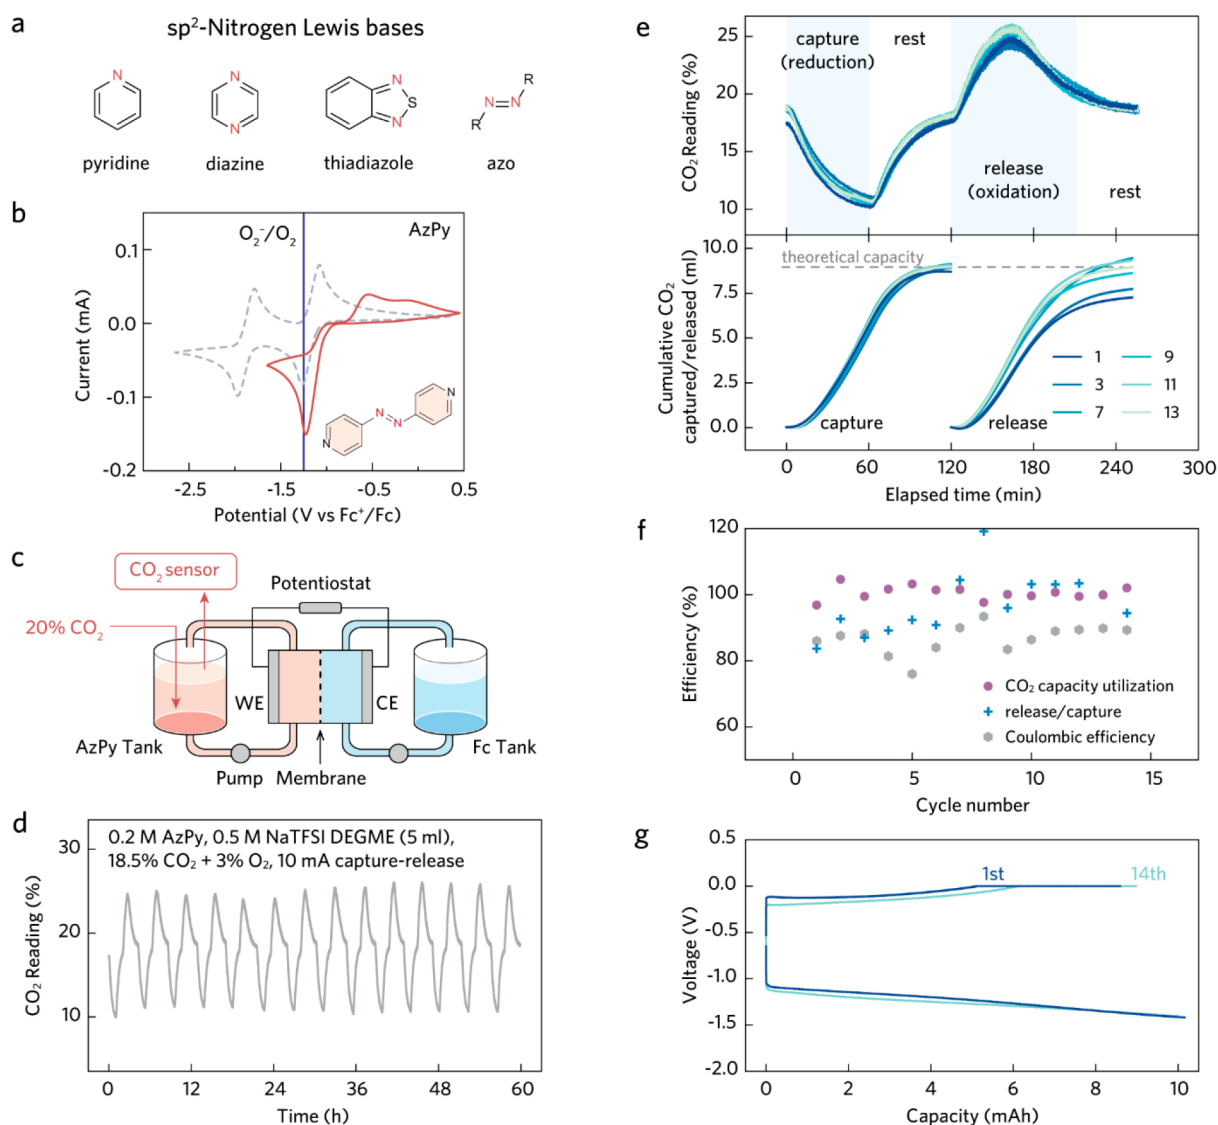 a
sp²-Nitrogen Lewis bases
N
N
N
N
N
S
N=N
R
R
pyridine
diazine
thiadiazole
azo
b
O₂⁻/O₂
AzPy
0.1
0.0
-0.1
-0.2
Current (mA)
N
N
N
N
-2.5
-1.5
-0.5
0.5
Potential (V vs Fc⁺/Fc)
c
CO₂ sensor
Potentiostat
20% CO₂
WE
CE
AzPy Tank
Fc Tank
Pump
Membrane
d
0.2 M AzPy, 0.5 M NaTFSI DEGME (5 ml),
18.5% CO₂ + 3% O₂, 10 mA capture-release
30
20
10
CO₂ Reading (%)
0
12
24
36
48
60
Time (h)
e
capture
(reduction)
rest
release
(oxidation)
rest
25
20
15
10
CO₂ Reading (%)
10.0
7.5
5.0
2.5
0.0
Cumulative CO₂
captured/released (ml)
theoretical capacity
capture
release
1
3
7
9
11
13
0
60
120
180
240
300
Elapsed time (min)
f
120
100
80
60
Efficiency (%)
CO₂ capacity utilization
release/capture
Coulombic efficiency
0
5
10
15
Cycle number
g
0.5
0.0
-0.5
-1.0
-1.5
-2.0
Voltage (V)
1st
14th
0
2
4
6
8
10
Capacity (mAh)